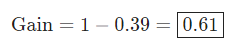 Gain = 1 − 0.39 = 0.61